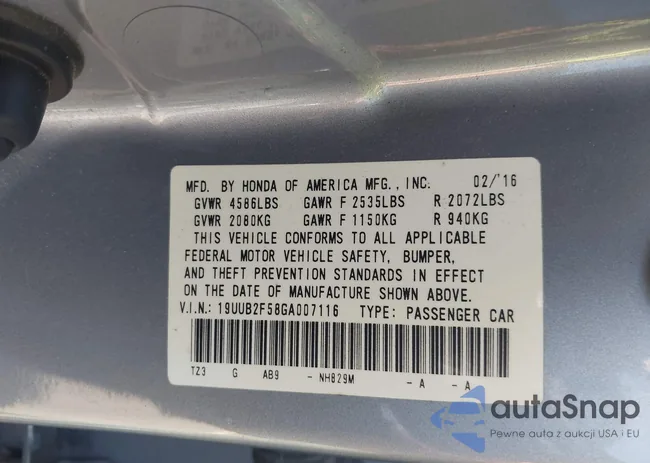 MFD. BY HONDA OF AMERICA MFG., INC. 02/'16
GVWR 4586LBS GAWR F 2535LBS R 2072LBS
GVWR 2080KG GAWR F 1150KG R 940KG
THIS VEHICLE CONFORMS TO ALL APPLICABLE
FEDERAL MOTOR VEHICLE SAFETY, BUMPER,
AND THEFT PREVENTION STANDARDS IN EFFECT
ON THE DATE OF MANUFACTURE SHOWN ABOVE.
V.I.N.: 19UUB2F58GA007116 TYPE: PASSENGER CAR
TZ3 G AB9 - NH829M - A - A
autaSnap
Pewne auta z aukcji USA i EU